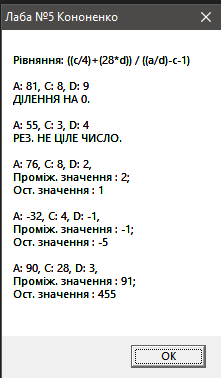 Лаба №5 Кононенко
Рівняння: ((c/4)+(28*d)) / ((a/d)-c-1)
A: 81, C: 8, D: 9
ДІЛЕННЯ НА 0.
A: 55, C: 3, D: 4
РЕЗ. НЕ ЦІЛЕ ЧИСЛО.
A: 76, C: 8, D: 2,
Проміж. значення : 2;
Ост. значення : 1
A: -32, C: 4, D: -1,
Проміж. значення : -1;
Ост. значення : -5
A: 90, C: 28, D: 3,
Проміж. значення : 91;
Ост. значення : 455
OK